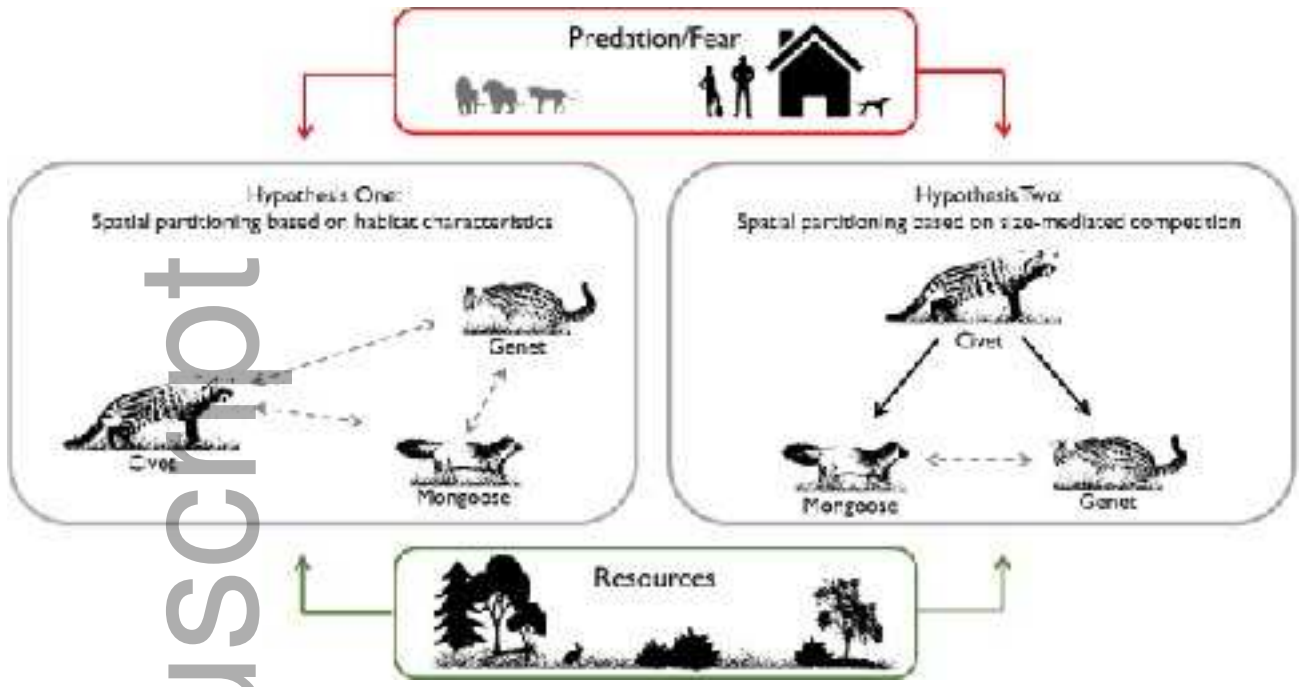 Predation/Fear
Hypothesis One:
Spatial partitioning based on habitat characteristics
Genet
Civet
Mongoose
Hypothesis Two:
Spatial partitioning based on size-mediated competition
Civet
Mongoose
Genet
Resources
uscript